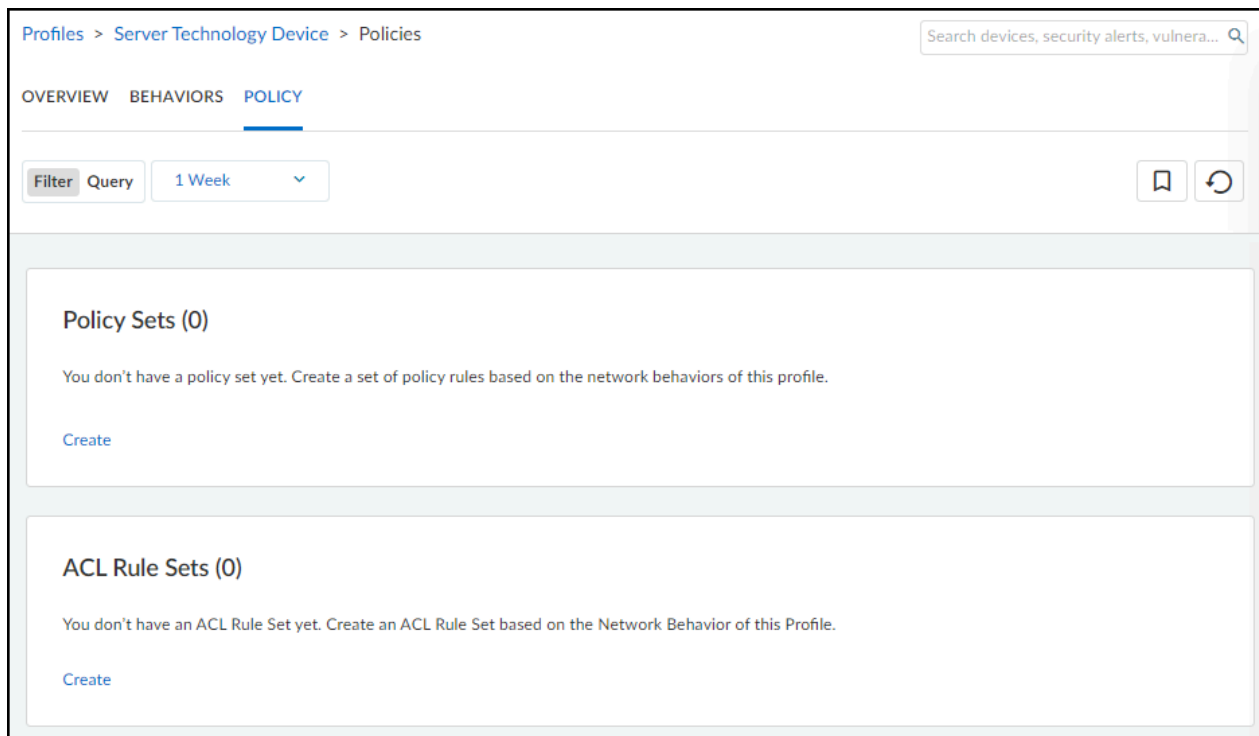 Profiles > Server Technology Device > Policies
Search devices, security alerts, vulnera...
OVERVIEW BEHAVIORS POLICY
Filter Query 1 Week
Policy Sets (0)
You don't have a policy set yet. Create a set of policy rules based on the network behaviors of this profile.
Create
ACL Rule Sets (0)
You don't have an ACL Rule Set yet. Create an ACL Rule Set based on the Network Behavior of this Profile.
Create